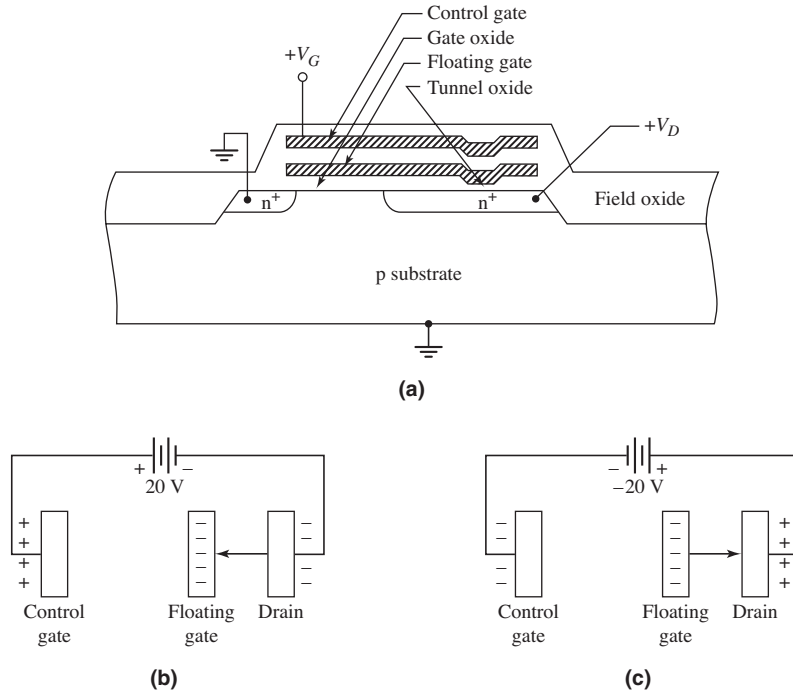 Control gate
Gate oxide
Floating gate
Tunnel oxide
+V_G
+V_D
n+
n+
Field oxide
p substrate
(a)
+ −
20 V
+ + + +
− − − − −
− − − −
Control gate
Floating gate
Drain
(b)
− +
−20 V
− − − −
− − − − −
+ + + +
Control gate
Floating gate
Drain
(c)